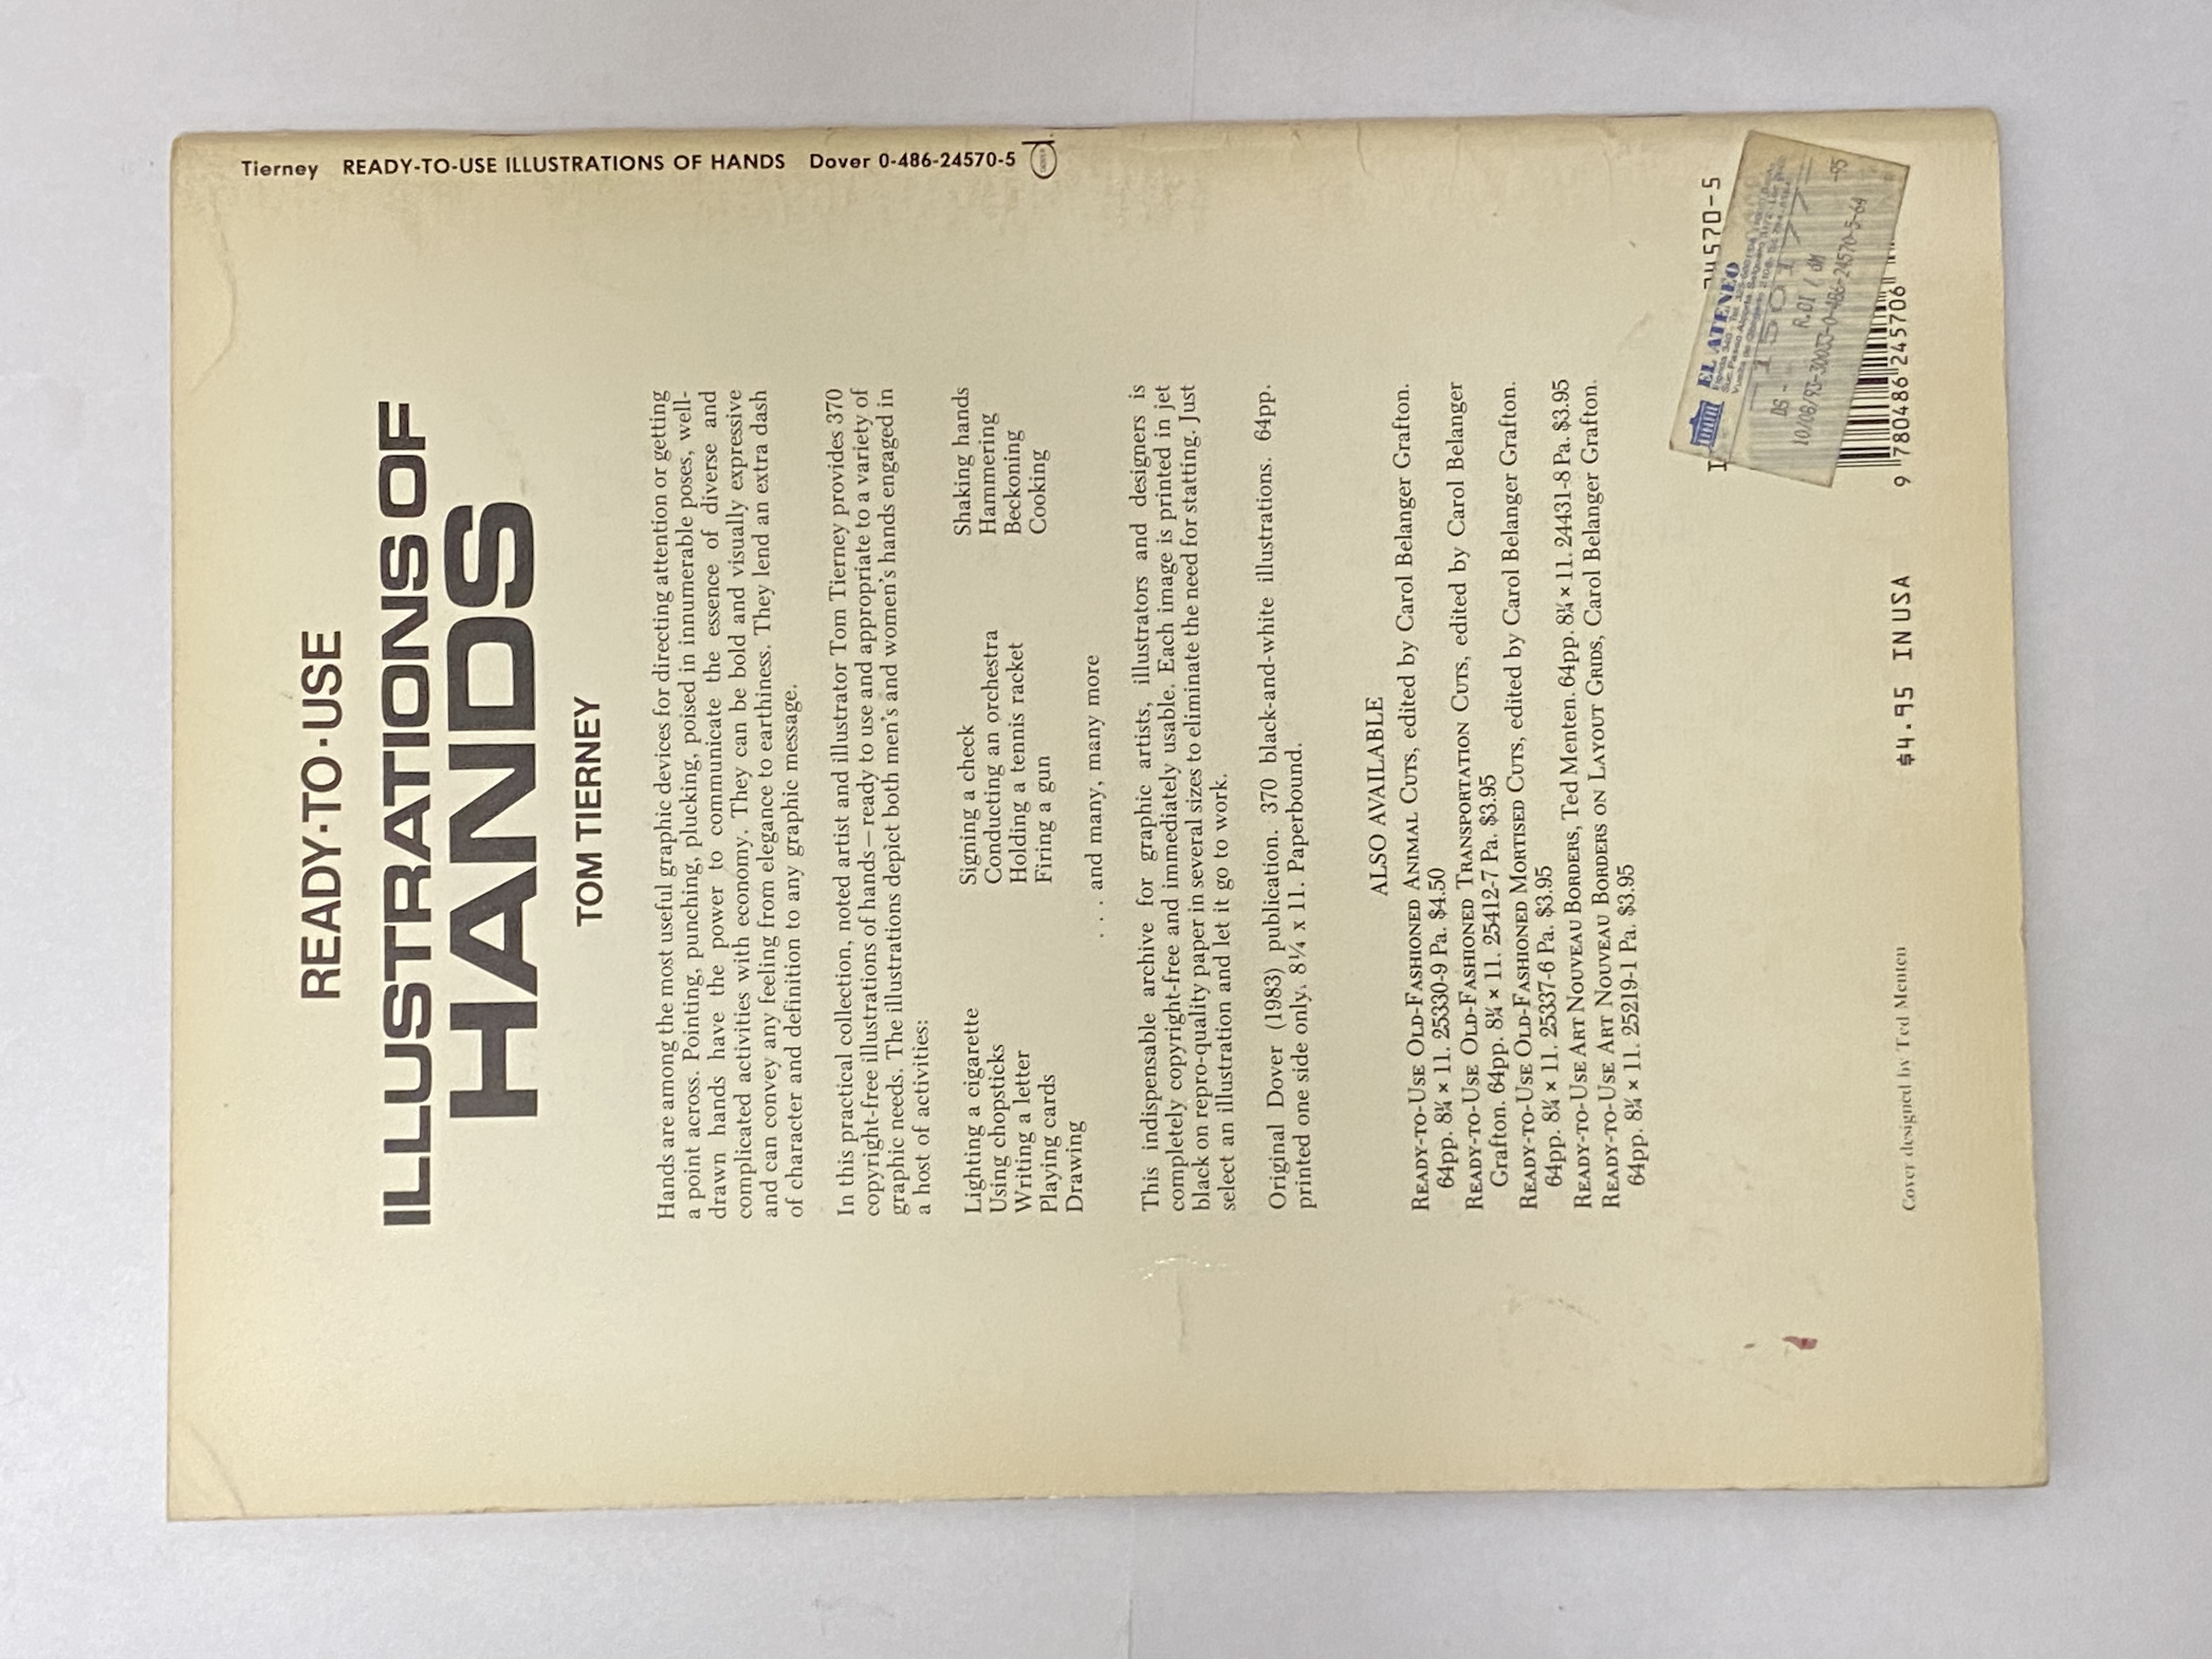 READY·TO·USE
ILLUSTRATIONS OF
HANDS
TOM TIERNEY
Hands are among the most useful graphic devices for directing attention or getting
a point across. Pointing, punching, plucking, poised in innumerable poses, well-
drawn hands have the power to communicate the essence of diverse and
complicated activities with economy. They can be bold and visually expressive
and can convey any feeling from elegance to earthiness. They lend an extra dash
of character and definition to any graphic message.
In this practical collection, noted artist and illustrator Tom Tierney provides 370
copyright-free illustrations of hands—ready to use and appropriate to a variety of
graphic needs. The illustrations depict both men's and women's hands engaged in
a host of activities:
Lighting a cigarette
Using chopsticks
Writing a letter
Playing cards
Drawing
Signing a check
Conducting an orchestra
Holding a tennis racket
Firing a gun
Shaking hands
Hammering
Beckoning
Cooking
. . . and many, many more
This indispensable archive for graphic artists, illustrators and designers is
completely copyright-free and immediately usable. Each image is printed in jet
black on repro-quality paper in several sizes to eliminate the need for statting. Just
select an illustration and let it go to work.
Original Dover (1983) publication. 370 black-and-white illustrations. 64pp.
printed one side only. 8¼ x 11. Paperbound.
ALSO AVAILABLE
READY-TO-USE OLD-FASHIONED ANIMAL CUTS, edited by Carol Belanger Grafton.
64pp. 8¼ × 11. 25330-9 Pa. $4.50
READY-TO-USE OLD-FASHIONED TRANSPORTATION CUTS, edited by Carol Belanger
Grafton. 64pp. 8¼ × 11. 25412-7 Pa. $3.95
READY-TO-USE OLD-FASHIONED MORTISED CUTS, edited by Carol Belanger Grafton.
64pp. 8¼ × 11. 25337-6 Pa. $3.95
READY-TO-USE ART NOUVEAU BORDERS, Ted Menten. 64pp. 8¼ × 11. 24431-8 Pa. $3.95
READY-TO-USE ART NOUVEAU BORDERS ON LAYOUT GRIDS, Carol Belanger Grafton.
64pp. 8¼ × 11. 25219-1 Pa. $3.95
Cover designed by Ted Menten
$4.95 IN USA
I 24570-5
EL ATENEO
150177
DS - R.DI /
10/08/93-30033-0-486-24570-5-64
-95
9 780486 245706
Tierney READY-TO-USE ILLUSTRATIONS OF HANDS Dover 0-486-24570-5